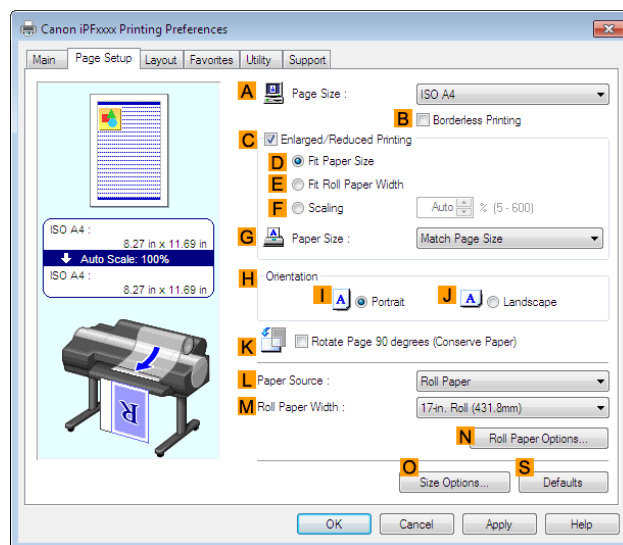 Canon iPFxxxx Printing Preferences
Main Page Setup Layout Favorites Utility Support
A Page Size : ISO A4
B Borderless Printing
C Enlarged/Reduced Printing
D Fit Paper Size
E Fit Roll Paper Width
F Scaling Auto % (5 - 600)
G A Paper Size : Match Page Size
ISO A4 :
8.27 in x 11.69 in
Auto Scale: 100%
ISO A4 :
8.27 in x 11.69 in
H Orientation
I A Portrait J A Landscape
K Rotate Page 90 degrees (Conserve Paper)
L Paper Source : Roll Paper
M Roll Paper Width : 17-in. Roll (431.8mm)
R
N Roll Paper Options...
O Size Options... S Defaults
OK Cancel Apply Help